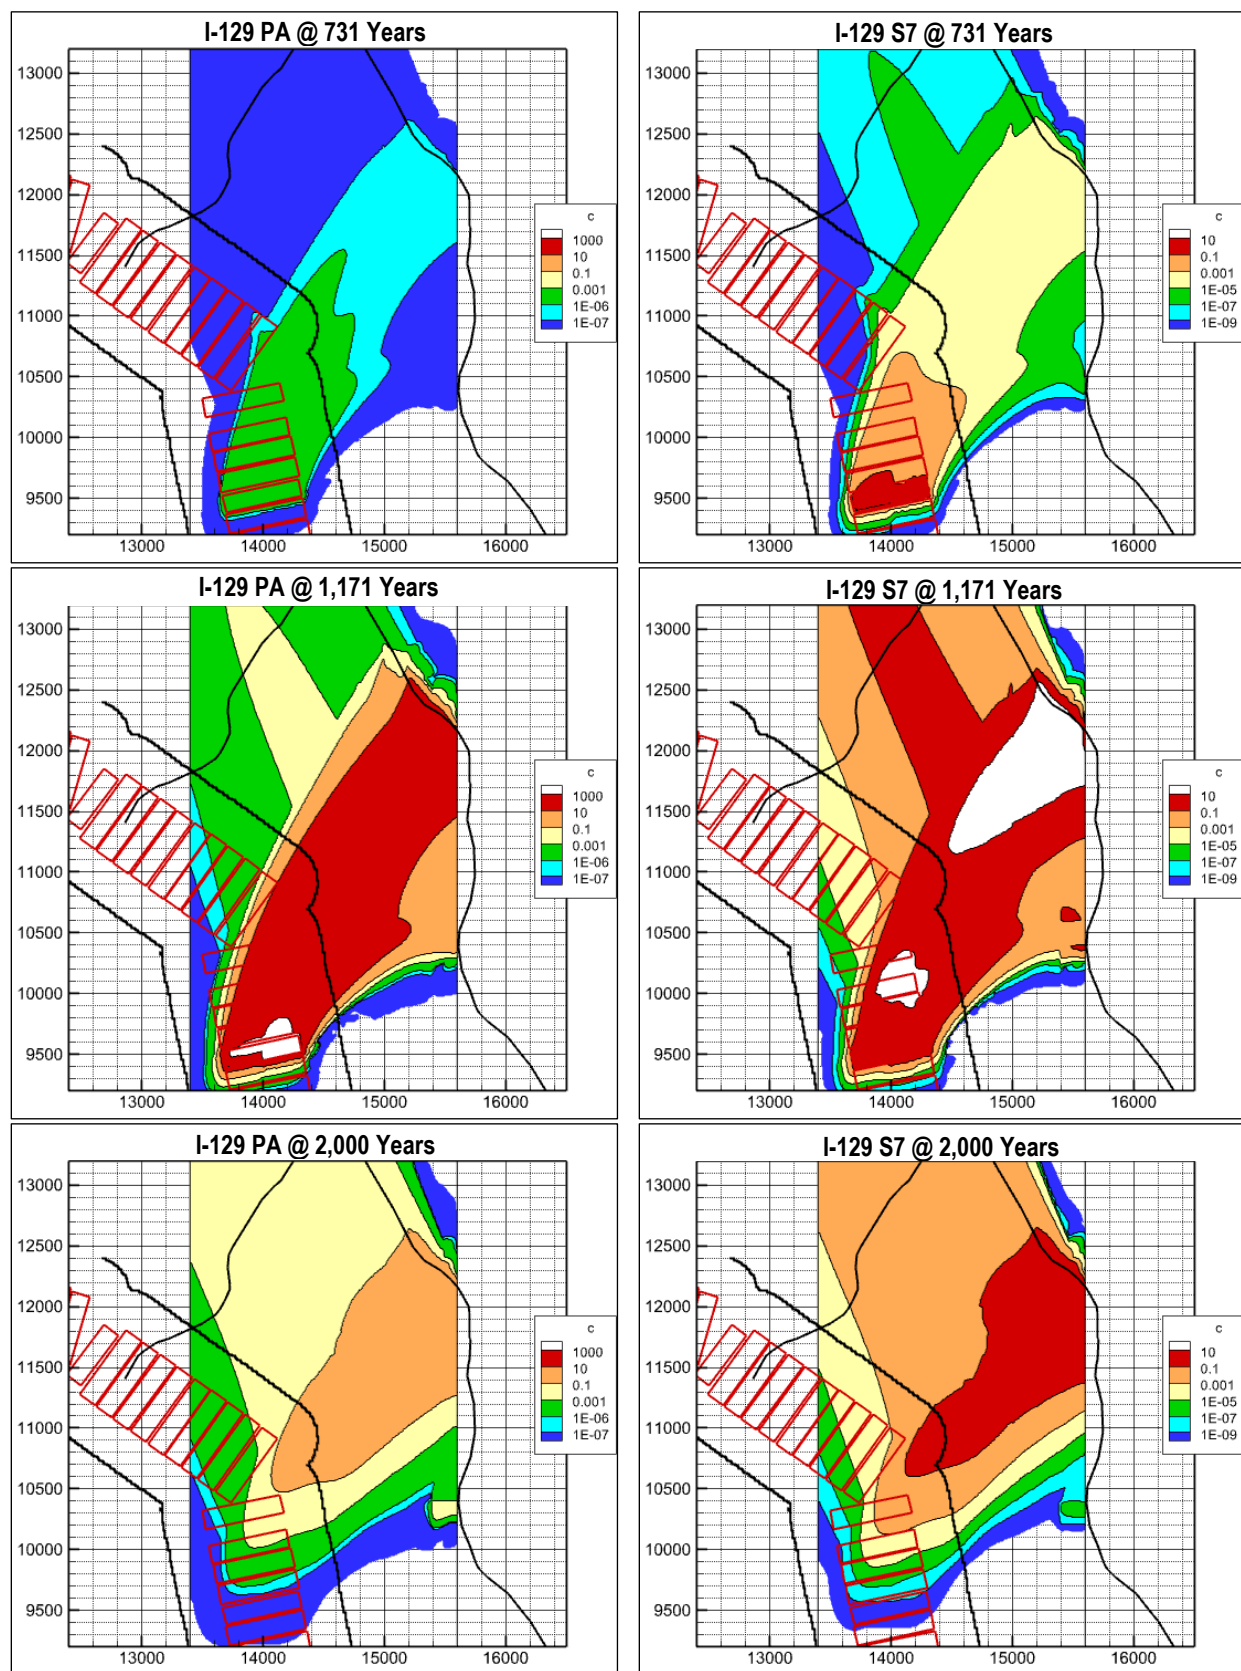 I-129 PA @ 731 Years
13000
12500
12000
11500
11000
10500
10000
9500
13000 14000 15000 16000
c
1000
10
0.1
0.001
1E-06
1E-07
I-129 S7 @ 731 Years
13000
12500
12000
11500
11000
10500
10000
9500
13000 14000 15000 16000
c
10
0.1
0.001
1E-05
1E-07
1E-09
I-129 PA @ 1,171 Years
13000
12500
12000
11500
11000
10500
10000
9500
13000 14000 15000 16000
c
1000
10
0.1
0.001
1E-06
1E-07
I-129 S7 @ 1,171 Years
13000
12500
12000
11500
11000
10500
10000
9500
13000 14000 15000 16000
c
10
0.1
0.001
1E-05
1E-07
1E-09
I-129 PA @ 2,000 Years
13000
12500
12000
11500
11000
10500
10000
9500
13000 14000 15000 16000
c
1000
10
0.1
0.001
1E-06
1E-07
I-129 S7 @ 2,000 Years
13000
12500
12000
11500
11000
10500
10000
9500
13000 14000 15000 16000
c
10
0.1
0.001
1E-05
1E-07
1E-09